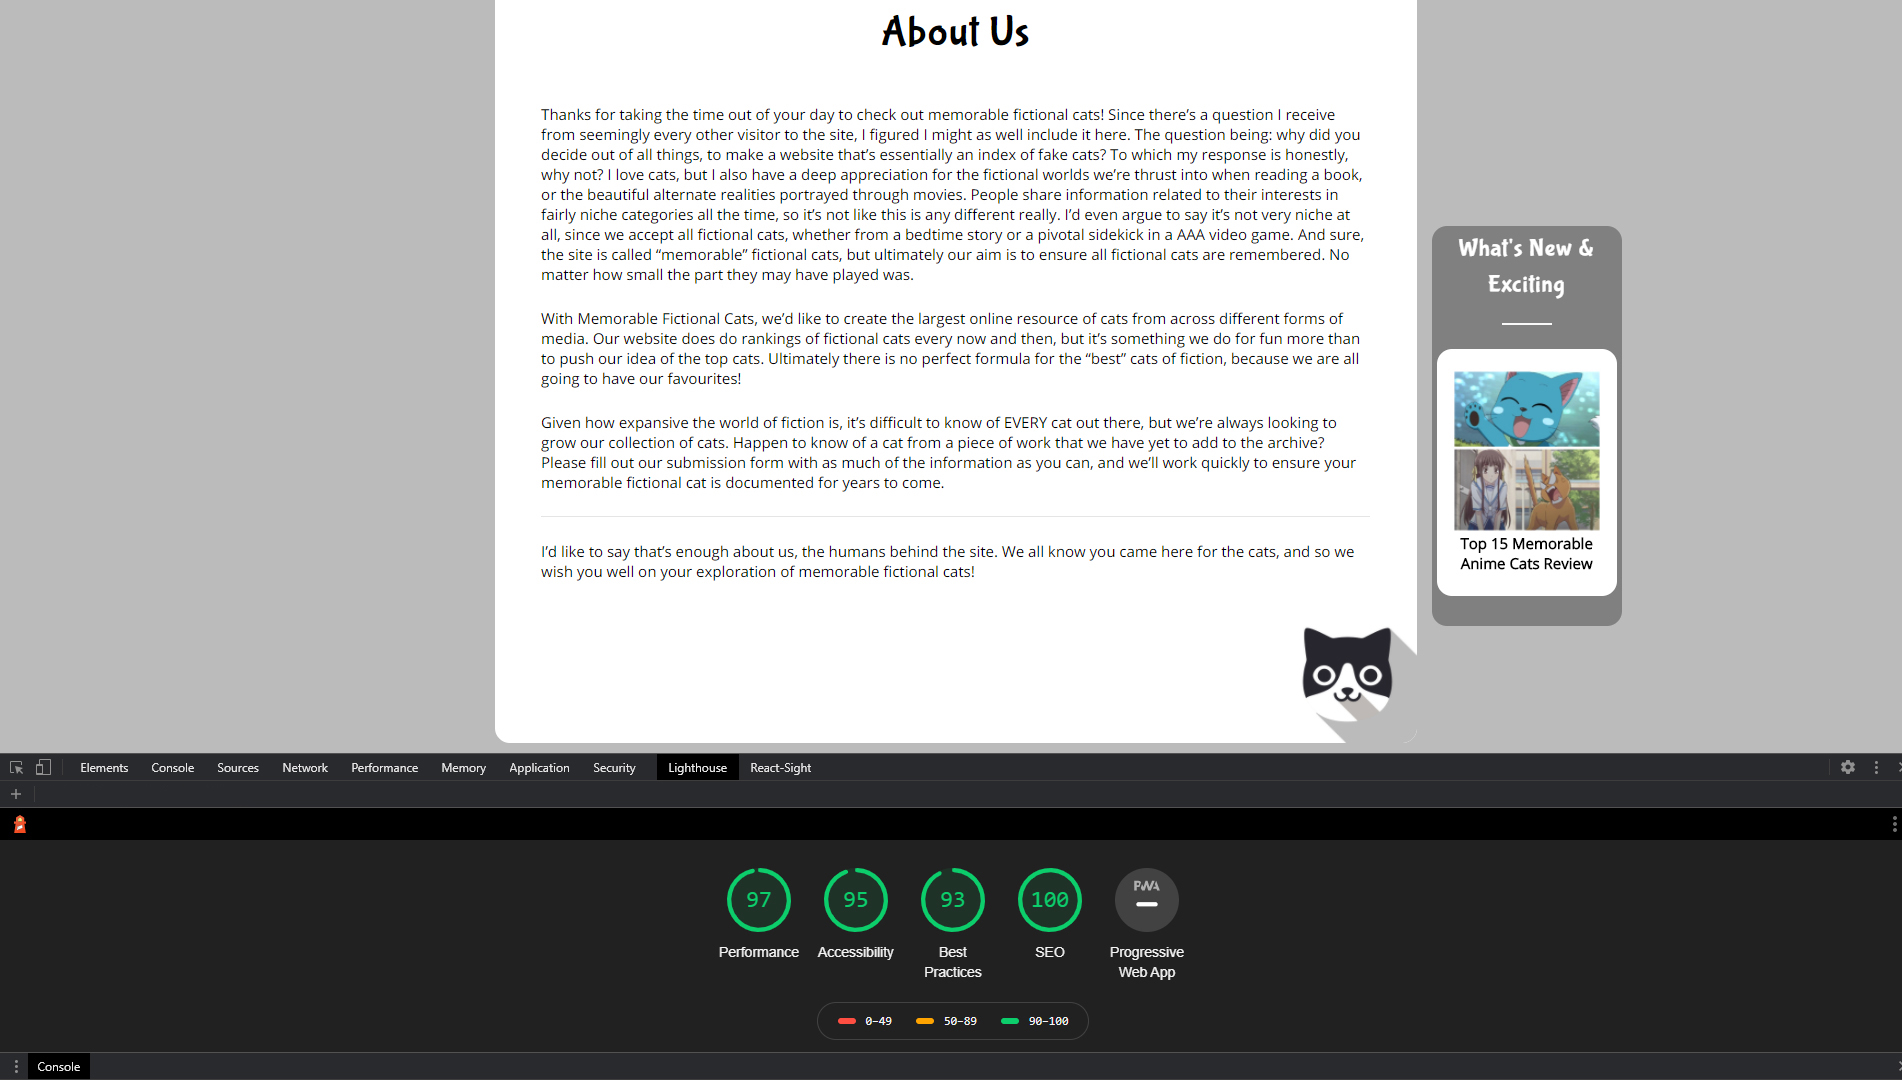 About Us
Thanks for taking the time out of your day to check out memorable fictional cats! Since there’s a question I receive
from seemingly every other visitor to the site, I figured I might as well include it here. The question being: why did you
decide out of all things, to make a website that’s essentially an index of fake cats? To which my response is honestly,
why not? I love cats, but I also have a deep appreciation for the fictional worlds we’re thrust into when reading a book,
or the beautiful alternate realities portrayed through movies. People share information related to their interests in
fairly niche categories all the time, so it’s not like this is any different really. I’d even argue to say it’s not very niche at
all, since we accept all fictional cats, whether from a bedtime story or a pivotal sidekick in a AAA video game. And sure,
the site is called “memorable” fictional cats, but ultimately our aim is to ensure all fictional cats are remembered. No
matter how small the part they may have played was.
With Memorable Fictional Cats, we’d like to create the largest online resource of cats from across different forms of
media. Our website does do rankings of fictional cats every now and then, but it’s something we do for fun more than
to push our idea of the top cats. Ultimately there is no perfect formula for the “best” cats of fiction, because we are all
going to have our favourites!
Given how expansive the world of fiction is, it’s difficult to know of EVERY cat out there, but we’re always looking to
grow our collection of cats. Happen to know of a cat from a piece of work that we have yet to add to the archive?
Please fill out our submission form with as much of the information as you can, and we’ll work quickly to ensure your
memorable fictional cat is documented for years to come.
I’d like to say that’s enough about us, the humans behind the site. We all know you came here for the cats, and so we
wish you well on your exploration of memorable fictional cats!
What's New &
Exciting
Top 15 Memorable
Anime Cats Review
Elements Console Sources Network Performance Memory Application Security Lighthouse React-Sight
97 95 93 100 PWA
Performance Accessibility Best Practices SEO Progressive Web App
0–49 50–89 90–100
Console